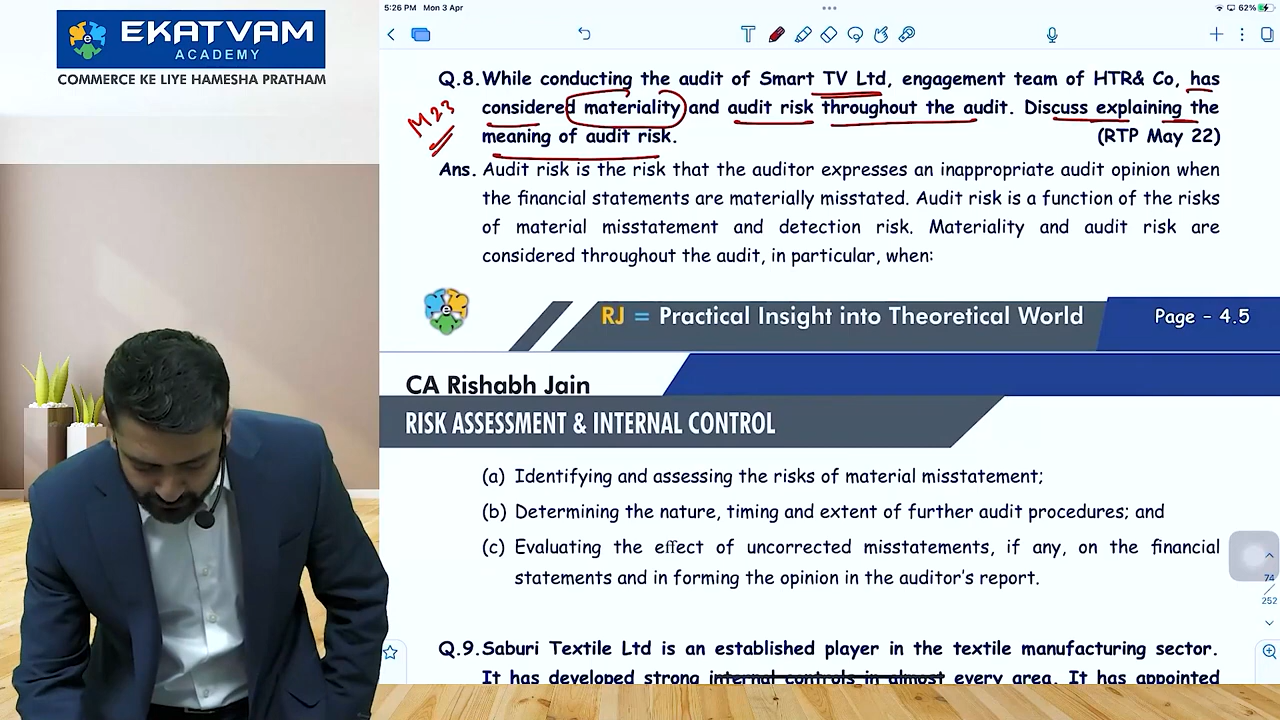 EKATVAM
ACADEMY
COMMERCE KE LIYE HAMESHA PRATHAM
5:26 PM Mon 3 Apr
62%
Q.8. While conducting the audit of Smart TV Ltd, engagement team of HTR& Co, has
considered materiality and audit risk throughout the audit. Discuss explaining the
meaning of audit risk. (RTP May 22)
M23
Ans. Audit risk is the risk that the auditor expresses an inappropriate audit opinion when
the financial statements are materially misstated. Audit risk is a function of the risks
of material misstatement and detection risk. Materiality and audit risk are
considered throughout the audit, in particular, when:
RJ = Practical Insight into Theoretical World
Page - 4.5
CA Rishabh Jain
RISK ASSESSMENT & INTERNAL CONTROL
(a) Identifying and assessing the risks of material misstatement;
(b) Determining the nature, timing and extent of further audit procedures; and
(c) Evaluating the effect of uncorrected misstatements, if any, on the financial
statements and in forming the opinion in the auditor's report.
74
252
Q.9. Saburi Textile Ltd is an established player in the textile manufacturing sector.
It has developed strong internal controls in almost every area. It has appointed